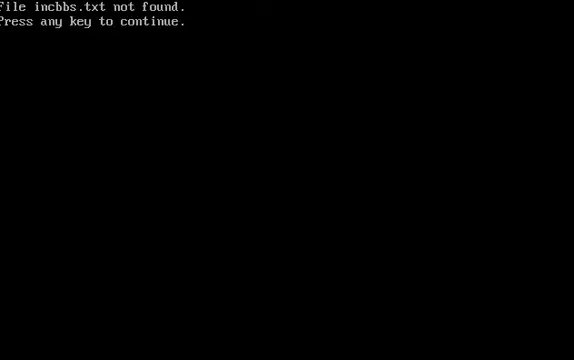 File incbbs.txt not found.
Press any key to continue.